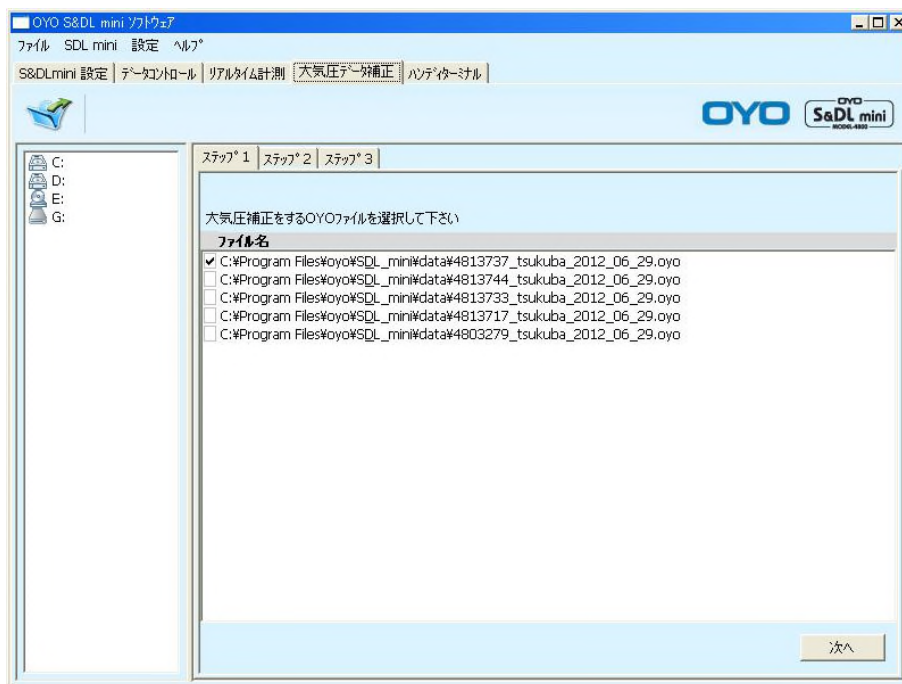 OYO S&DL mini ソフトウェア
ファイル SDL mini 設定 ヘルプ
S&DLmini 設定 データコントロール リアルタイム計測 大気圧データ補正 ハンディターミナル
OYO OYO S&DL mini MODEL-4800
C:
D:
E:
G:
ステップ 1 ステップ 2 ステップ 3
大気圧補正をするOYOファイルを選択して下さい
ファイル名
C:¥Program Files¥oyo¥SDL_mini¥data¥4813737_tsukuba_2012_06_29.oyo
C:¥Program Files¥oyo¥SDL_mini¥data¥4813744_tsukuba_2012_06_29.oyo
C:¥Program Files¥oyo¥SDL_mini¥data¥4813733_tsukuba_2012_06_29.oyo
C:¥Program Files¥oyo¥SDL_mini¥data¥4813717_tsukuba_2012_06_29.oyo
C:¥Program Files¥oyo¥SDL_mini¥data¥4803279_tsukuba_2012_06_29.oyo
次へ